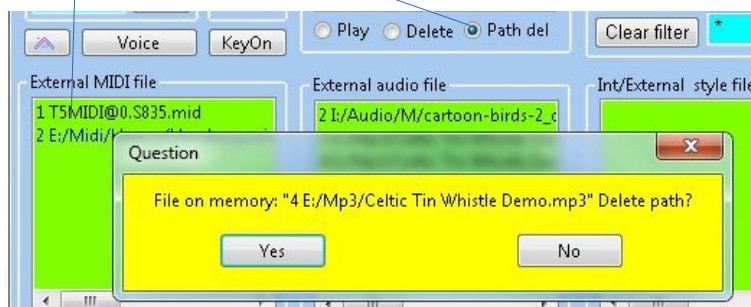 Play Delete Path del
Clear filter *
Voice KeyOn
External MIDI file
External audio file
Int/External style file
1 T5MIDI@0.S835.mid
2 I:/Audio/M/cartoon-birds-2_c
2 E:/Midi/
Question
File on memory: "4 E:/Mp3/Celtic Tin Whistle Demo.mp3" Delete path?
Yes No